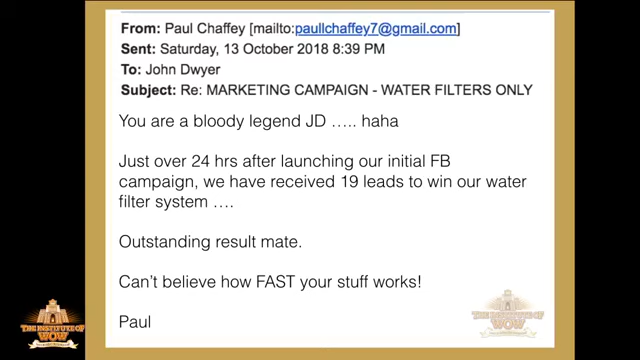 From: Paul Chaffey [mailto:paullchaffey7@gmail.com]
Sent: Saturday, 13 October 2018 8:39 PM
To: John Dwyer
Subject: Re: MARKETING CAMPAIGN - WATER FILTERS ONLY
You are a bloody legend JD ….. haha
Just over 24 hrs after launching our initial FB
campaign, we have received 19 leads to win our water
filter system ….
Outstanding result mate.
Can't believe how FAST your stuff works!
Paul
THE INSTITUTE OF
WOW
THE INSTITUTE OF
WOW